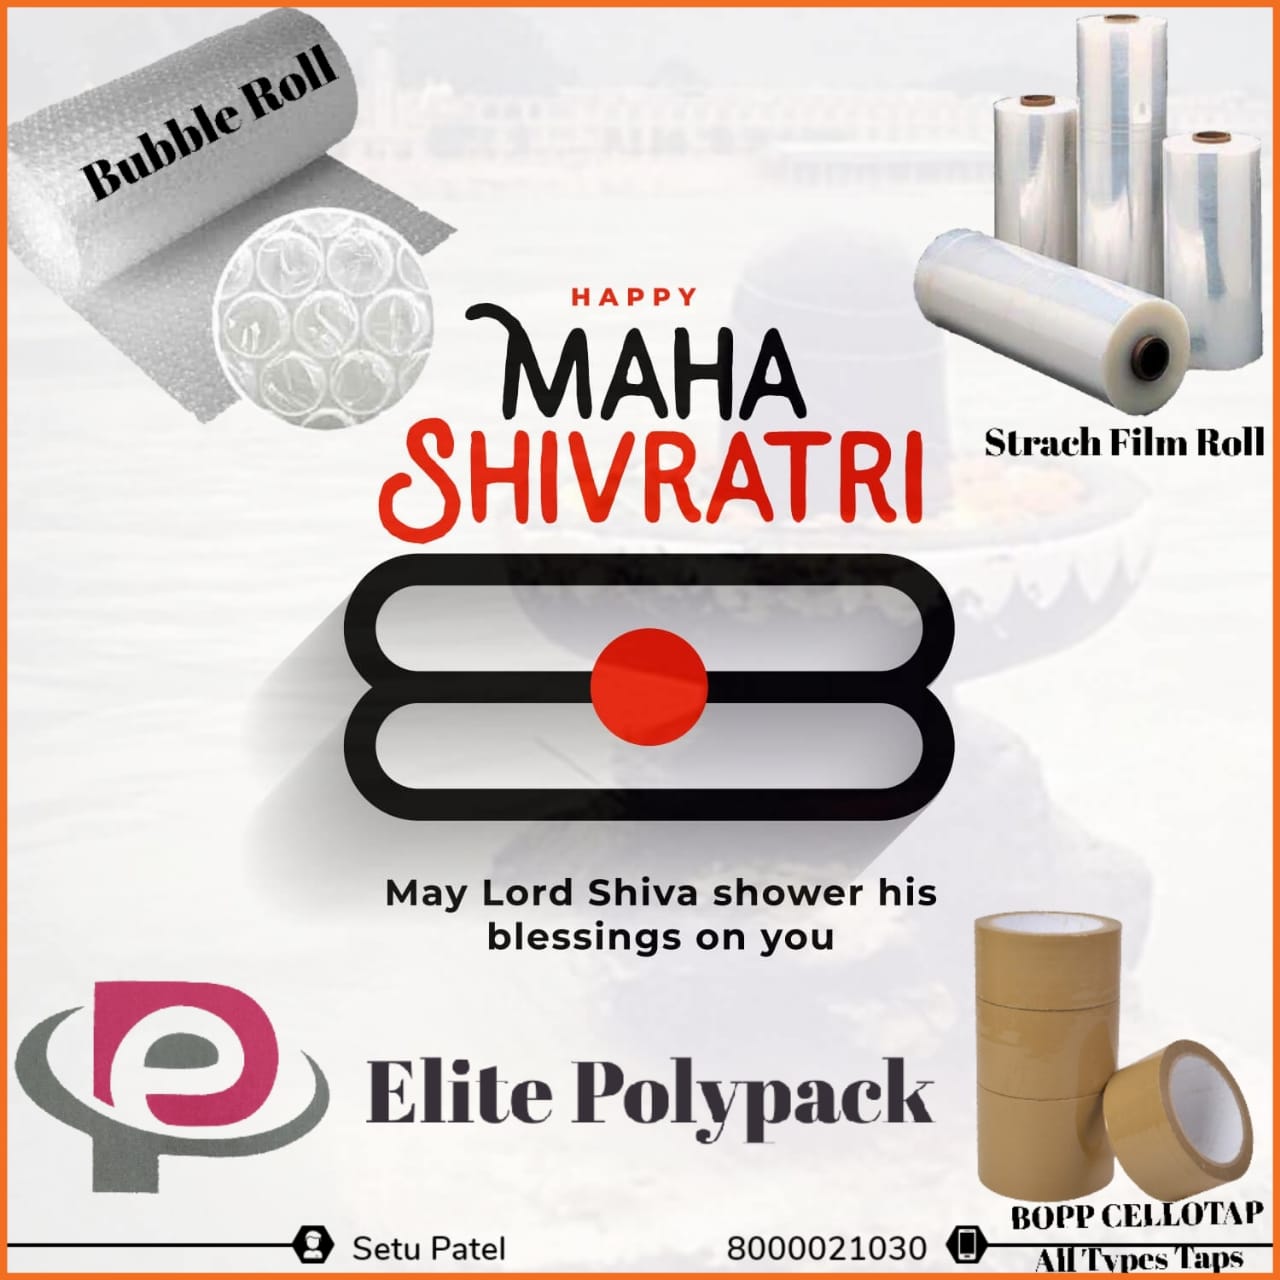 Bubble Roll
Strach Film Roll
HAPPY
MAHA
SHIVRATRI
May Lord Shiva shower his
blessings on you
Elite Polypack
BOPP CELLOTAP
All Types Taps
Setu Patel
8000021030